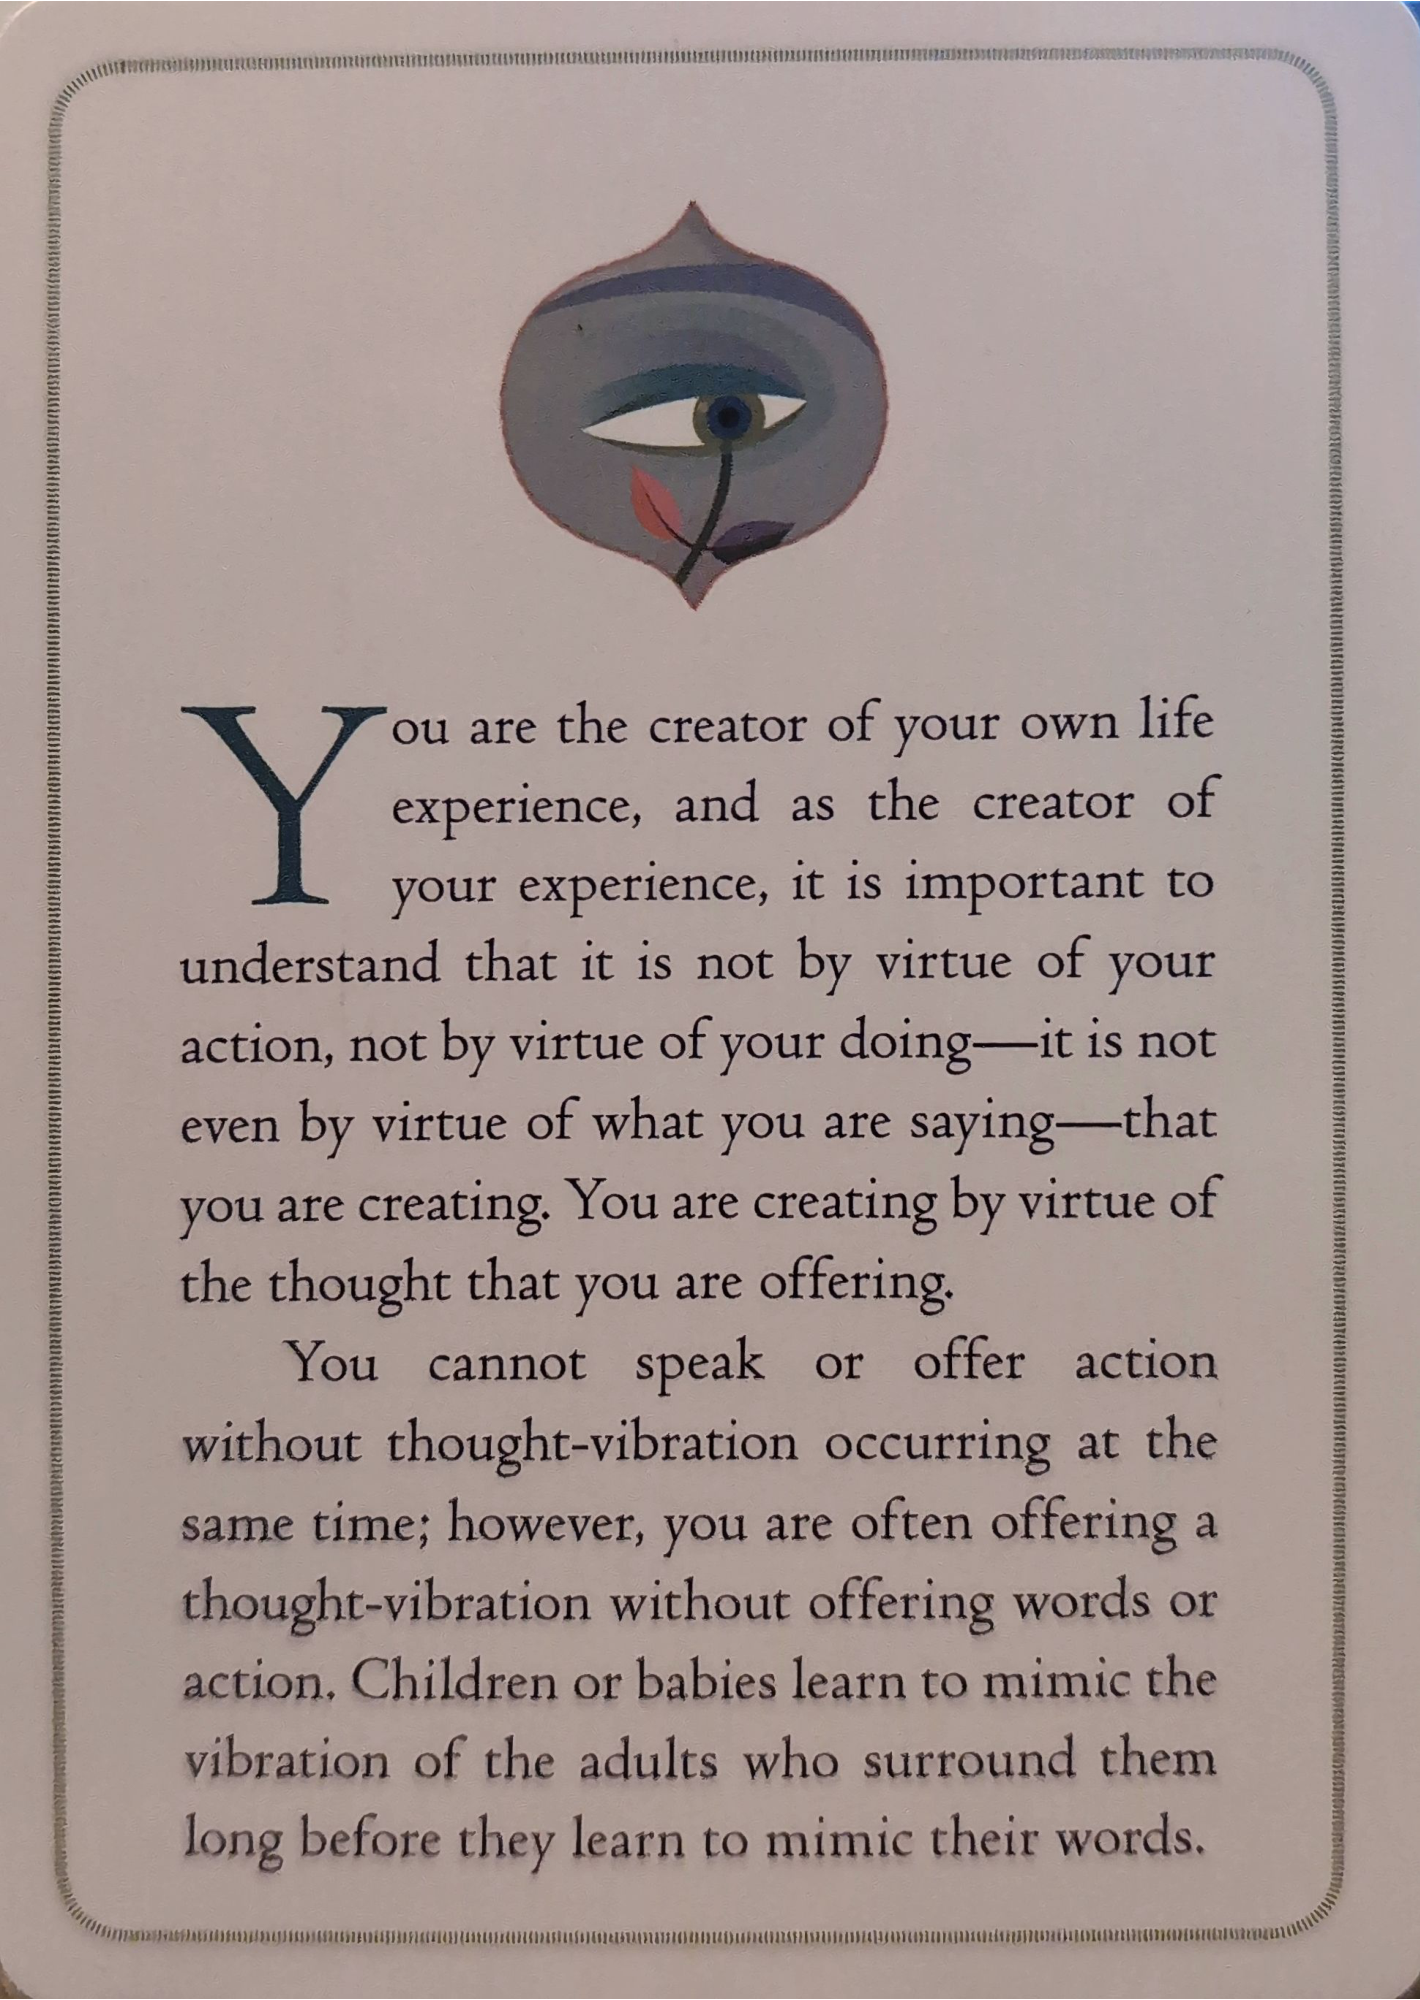 You are the creator of your own life
experience, and as the creator of
your experience, it is important to
understand that it is not by virtue of your
action, not by virtue of your doing—it is not
even by virtue of what you are saying—that
you are creating. You are creating by virtue of
the thought that you are offering.
You cannot speak or offer action
without thought-vibration occurring at the
same time; however, you are often offering a
thought-vibration without offering words or
action. Children or babies learn to mimic the
vibration of the adults who surround them
long before they learn to mimic their words.